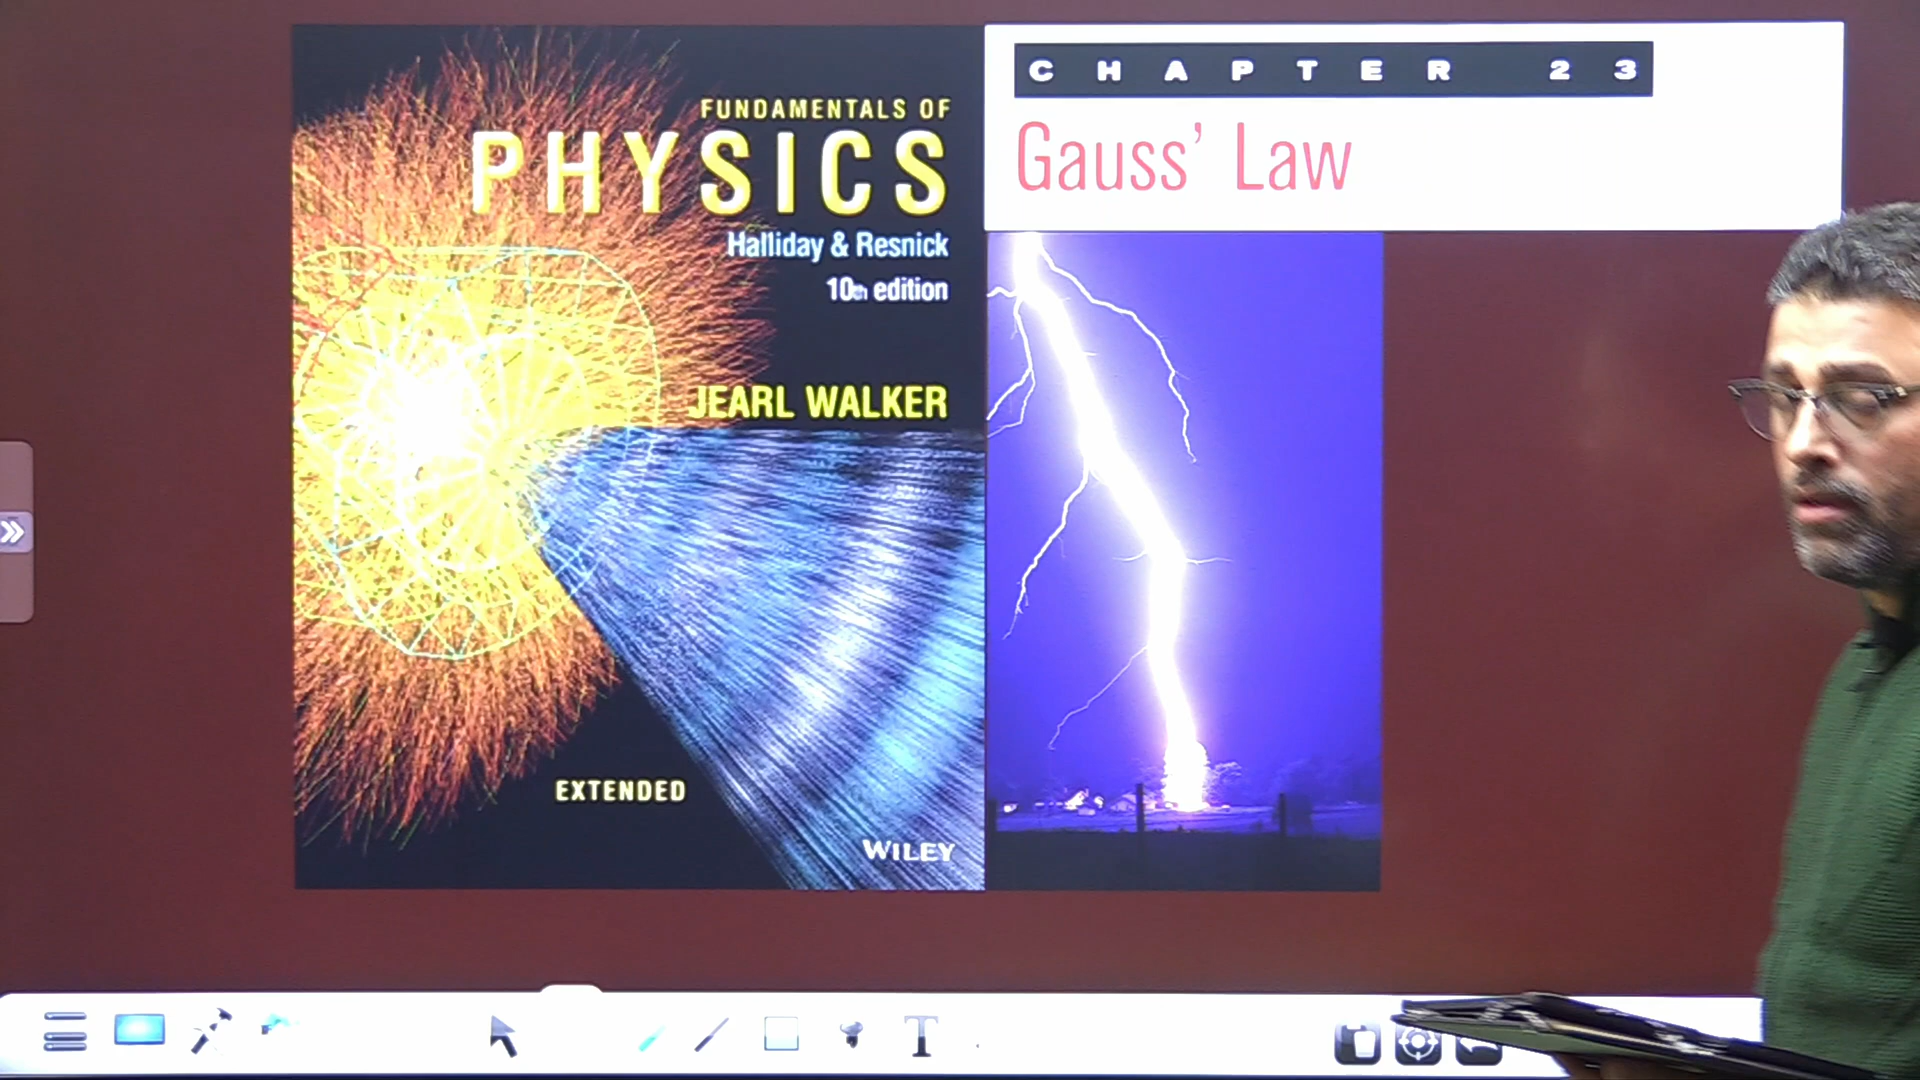 FUNDAMENTALS OF
PHYSICS
Halliday & Resnick
10th edition
JEARL WALKER
EXTENDED
WILEY
CHAPTER 23
Gauss' Law
T